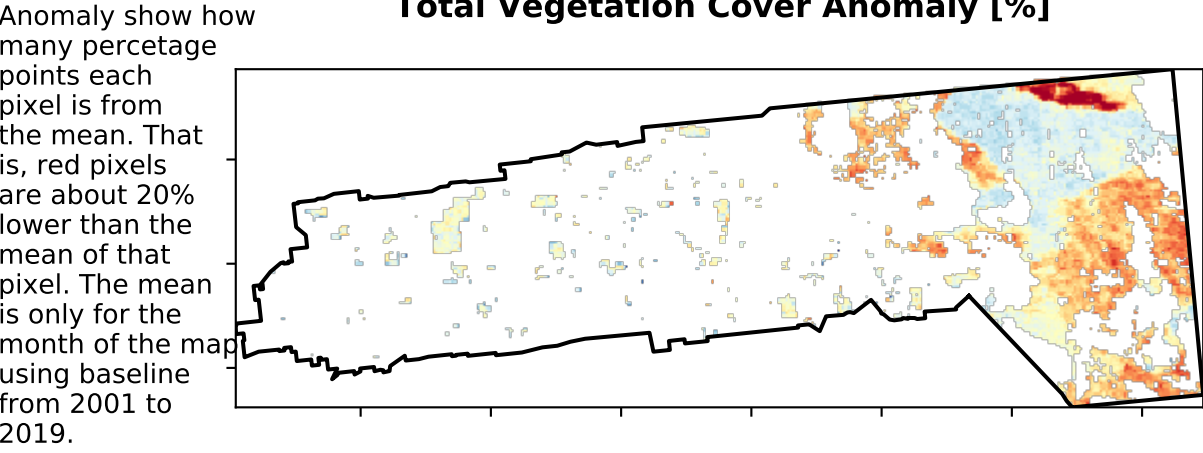 Total Vegetation Cover Anomaly [%]
Anomaly show how
many percetage
points each
pixel is from
the mean. That
is, red pixels
are about 20%
lower than the
mean of that
pixel. The mean
is only for the
month of the map
using baseline
from 2001 to
2019.